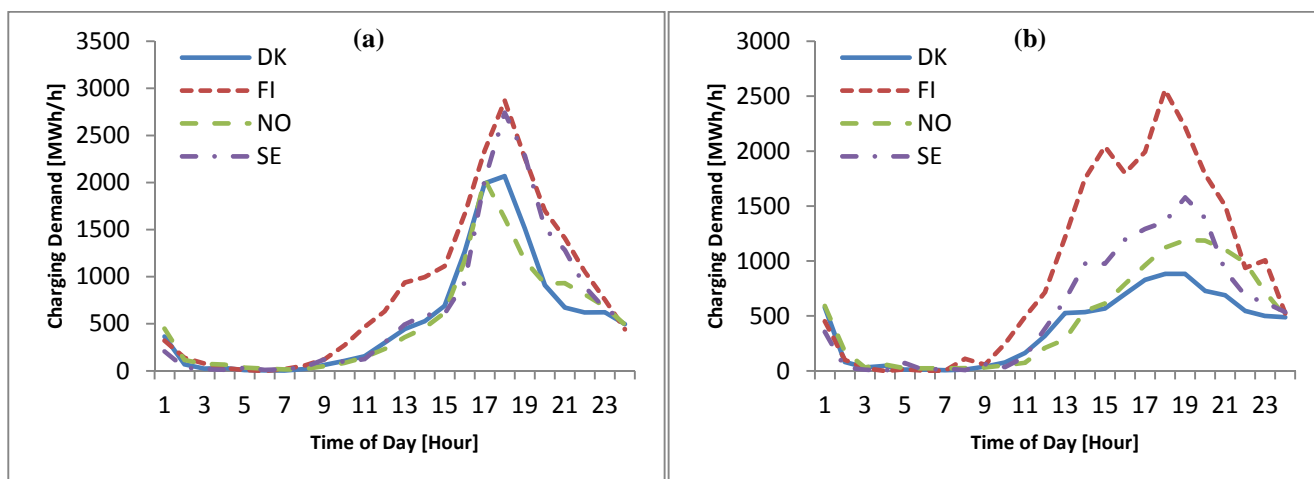 (a)
Charging Demand [MWh/h]
3500
3000
2500
2000
1500
1000
500
0
DK
FI
NO
SE
1 3 5 7 9 11 13 15 17 19 21 23
Time of Day [Hour]
(b)
Charging Demand [MWh/h]
3000
2500
2000
1500
1000
500
0
DK
FI
NO
SE
1 3 5 7 9 11 13 15 17 19 21 23
Time of Day [Hour]